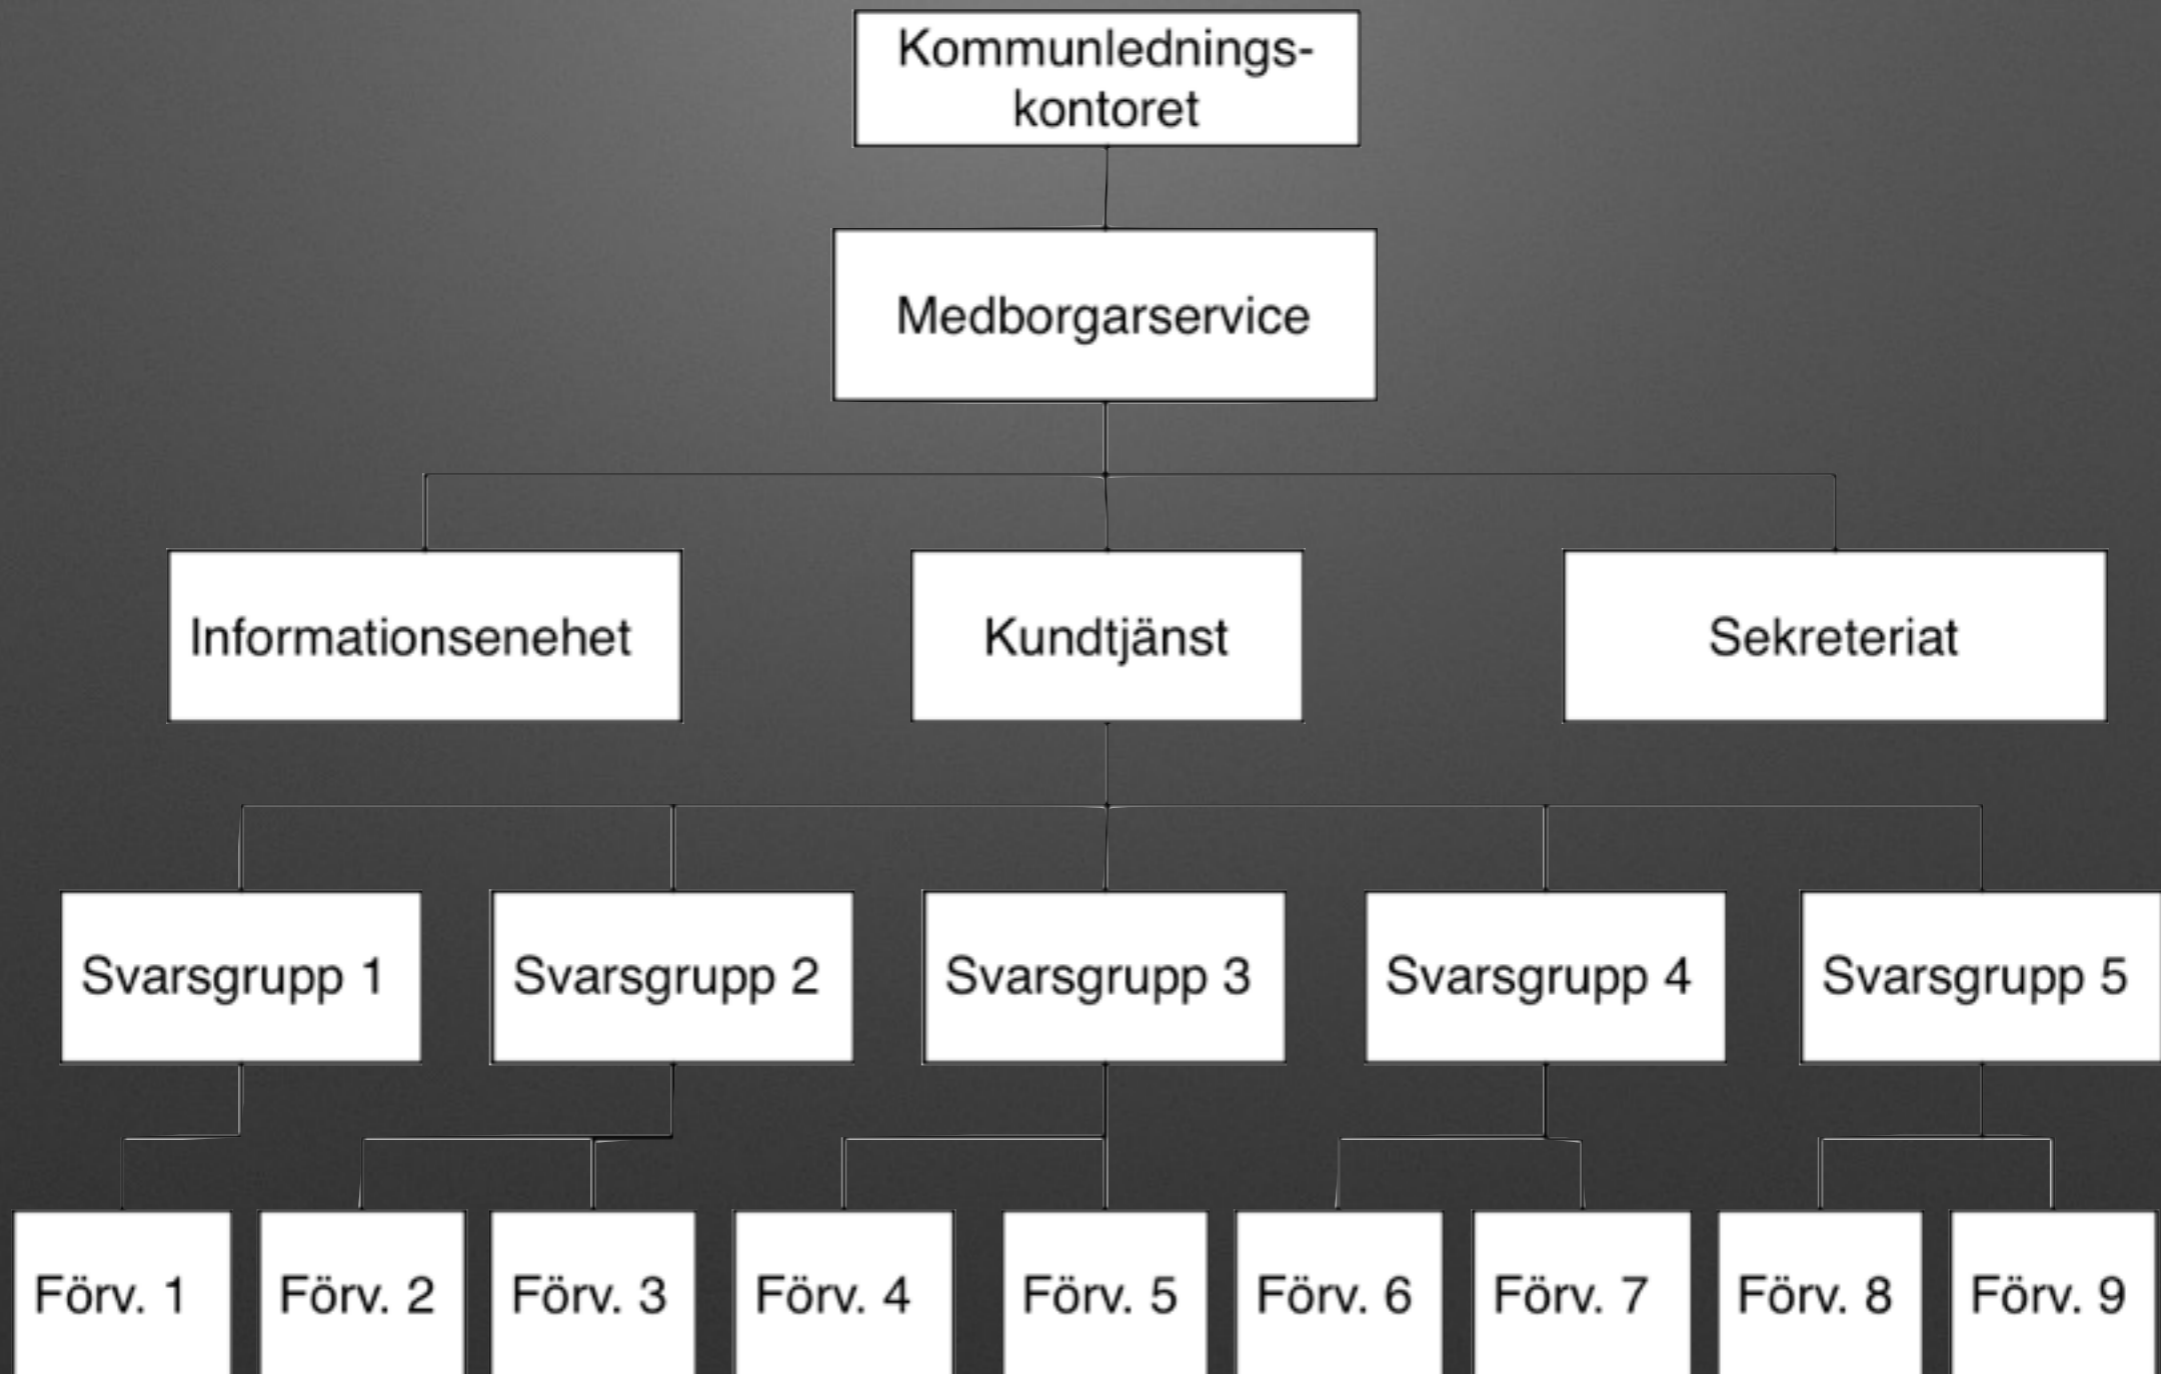 Kommunlednings-
kontoret
Medborgarservice
Informationsenehet
Kundtjänst
Sekreteriat
Svarsgrupp 1
Svarsgrupp 2
Svarsgrupp 3
Svarsgrupp 4
Svarsgrupp 5
Förv. 1
Förv. 2
Förv. 3
Förv. 4
Förv. 5
Förv. 6
Förv. 7
Förv. 8
Förv. 9